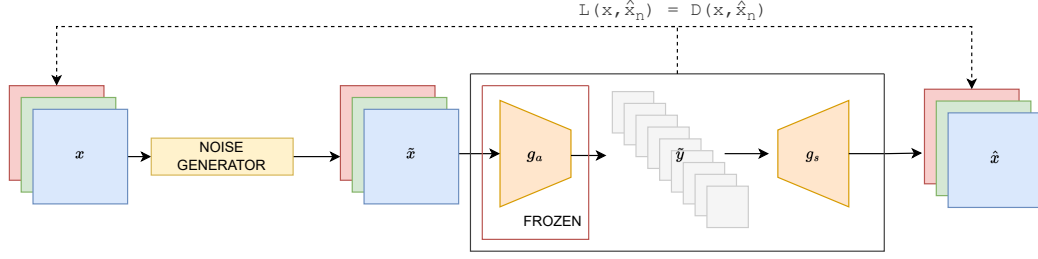 L(x,x̂ₙ) = D(x,x̂ₙ)
x
NOISE
GENERATOR
x̃
gₐ
FROZEN
ỹ
gₛ
x̂